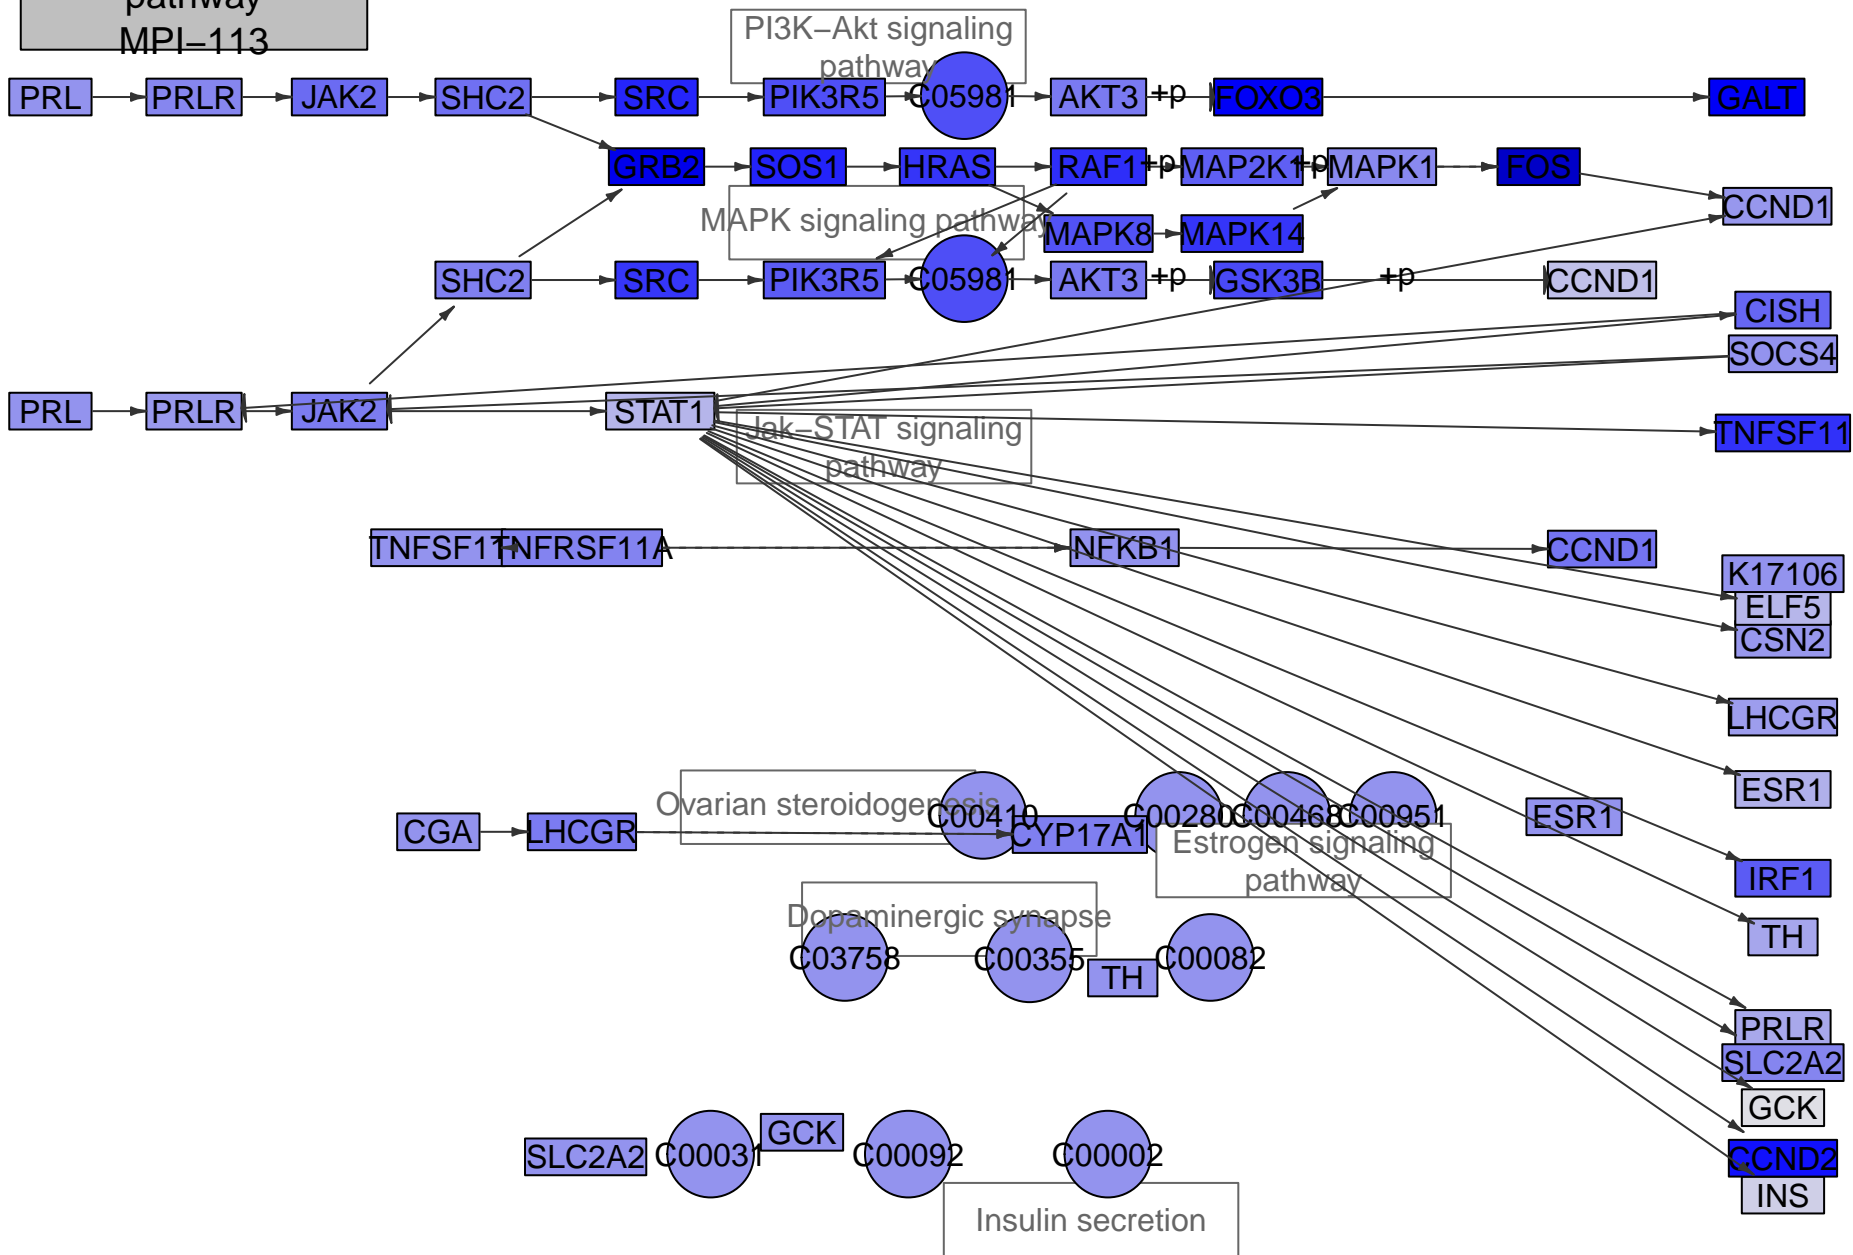 pathway
MPI−113
PI3K−Akt signaling
pathway
PRL
PRLR
JAK2
SHC2
SRC
PIK3R5
C05981
AKT3
+p
FOXO3
GALT
GRB2
SOS1
HRAS
RAF1
+p
MAP2K1
+p
MAPK1
FOS
CCND1
MAPK signaling pathway
MAPK8
MAPK14
SHC2
SRC
PIK3R5
C05981
AKT3
+p
GSK3B
+p
CCND1
CISH
SOCS4
PRL
PRLR
JAK2
STAT1
Jak−STAT signaling
pathway
TNFSF11
TNFSF11
TNFRSF11A
NFKB1
CCND1
K17106
ELF5
CSN2
LHCGR
ESR1
Ovarian steroidogenesis
C00410
C00280
C00468
C00951
ESR1
CGA
LHCGR
CYP17A1
Estrogen signaling
pathway
IRF1
Dopaminergic synapse
TH
C03758
C00355
TH
C00082
PRLR
SLC2A2
GCK
GCK
SLC2A2
C00031
C00092
C00002
CCND2
INS
Insulin secretion